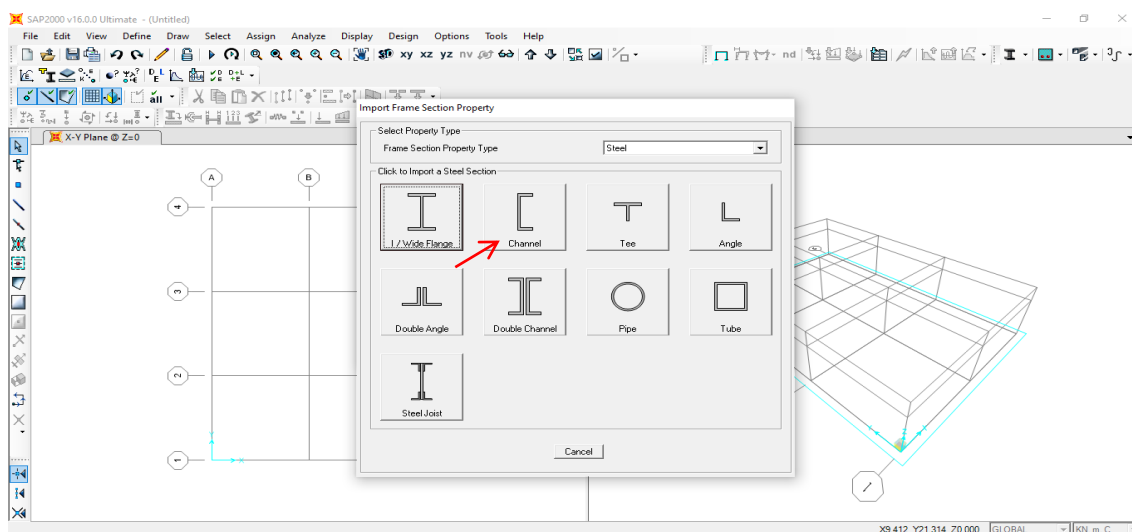 SAP2000 v16.0.0 Ultimate - (Untitled)
File Edit View Define Draw Select Assign Analyze Display Design Options Tools Help
xy xz yz nv nd
all
X-Y Plane @ Z=0
A B
4
3
2
1
Import Frame Section Property
Select Property Type
Frame Section Property Type Steel
Click to Import a Steel Section
I / Wide Flange Channel Tee Angle
Double Angle Double Channel Pipe Tube
Steel Joist
Cancel
X9.412 Y21.314 Z0.000 GLOBAL KN, m, C